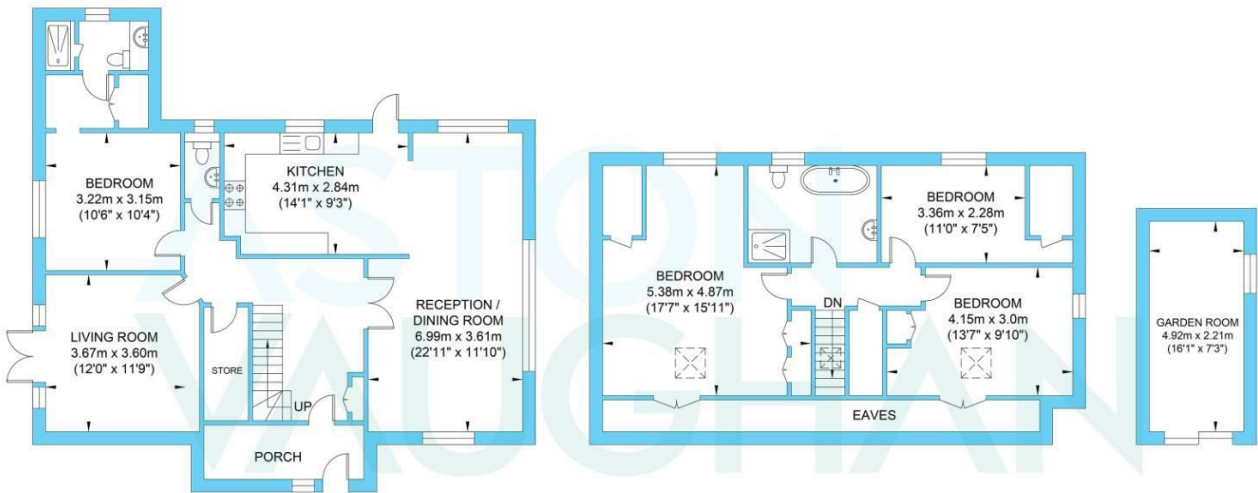 KITCHEN
4.31m x 2.84m
(14'1" x 9'3")
BEDROOM
3.22m x 3.15m
(10'6" x 10'4")
RECEPTION /
DINING ROOM
6.99m x 3.61m
(22'11" x 11'10")
LIVING ROOM
3.67m x 3.60m
(12'0" x 11'9")
STORE
UP
PORCH
BEDROOM
5.38m x 4.87m
(17'7" x 15'11")
BEDROOM
3.36m x 2.28m
(11'0" x 7'5")
DN
BEDROOM
4.15m x 3.0m
(13'7" x 9'10")
EAVES
GARDEN ROOM
4.92m x 2.21m
(16'1" x 7'3")
ASTON
VAUGHAN